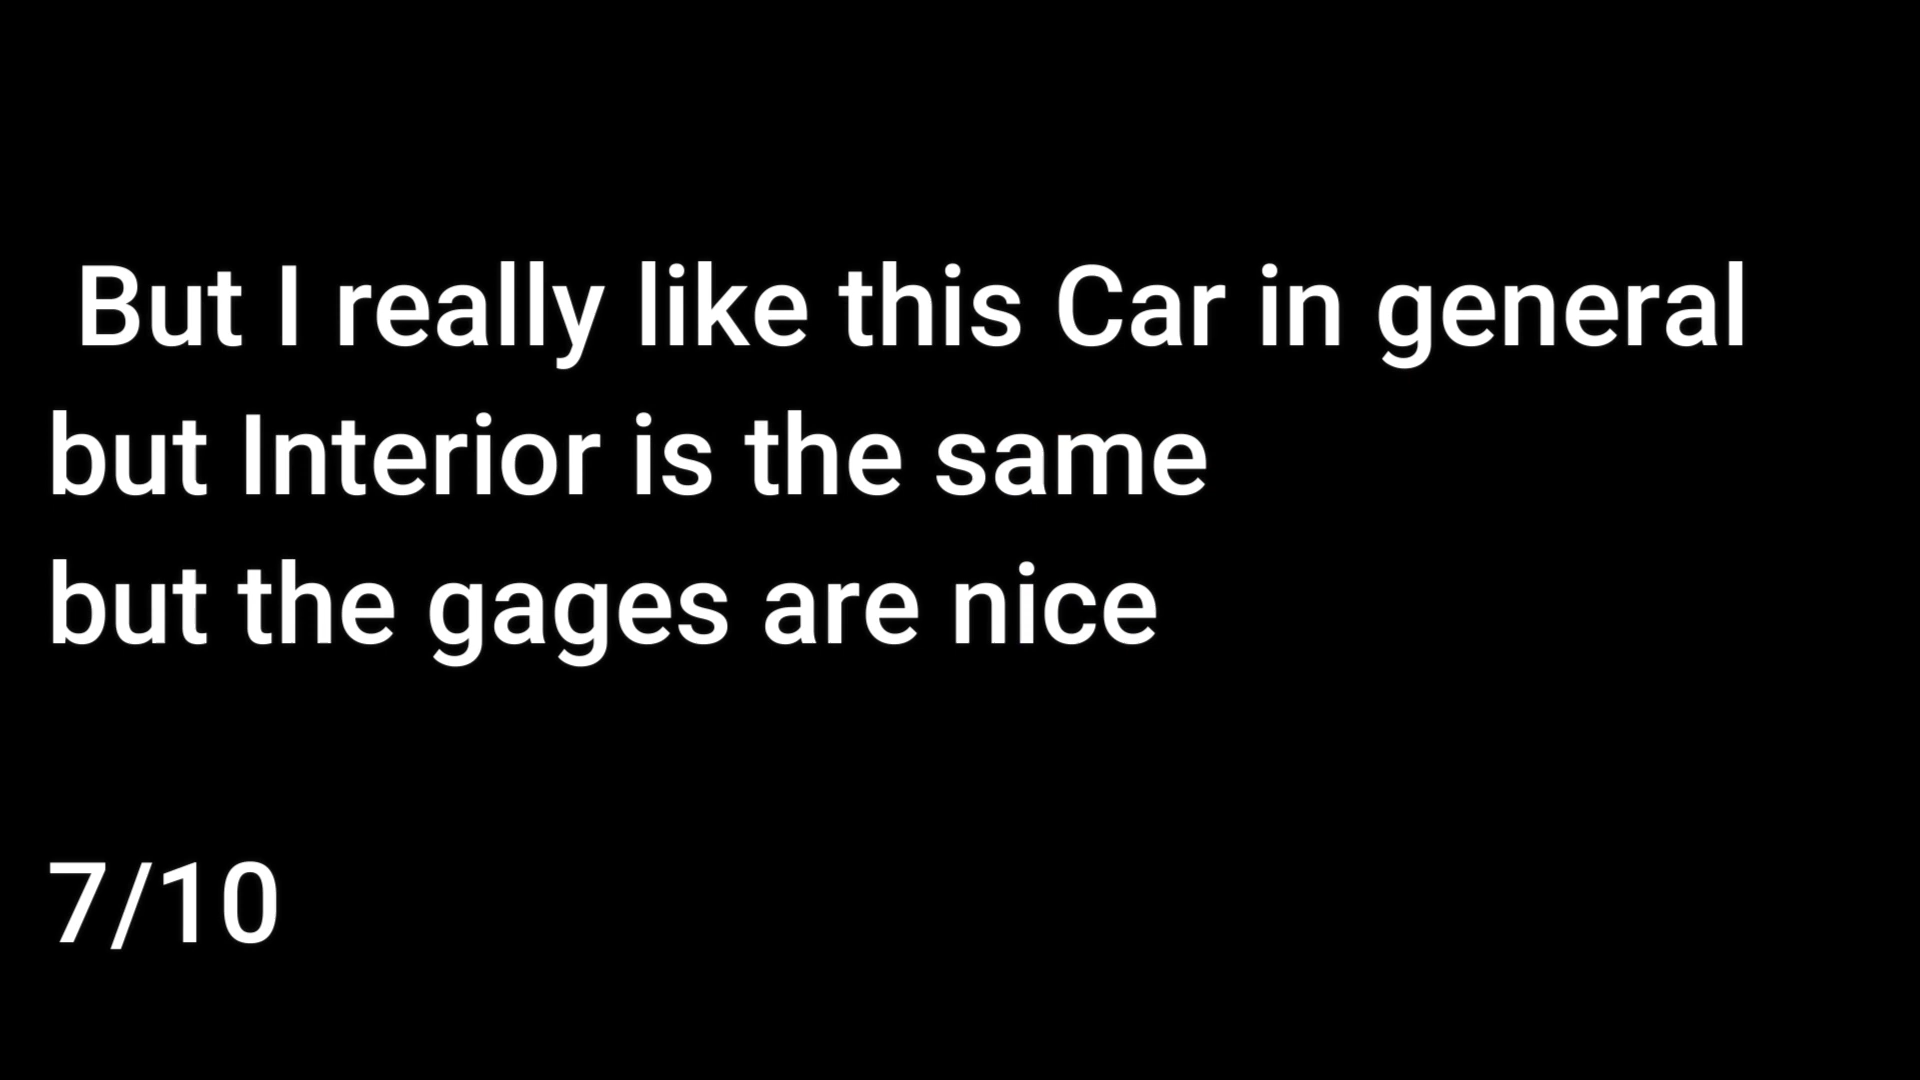 But I really like this Car in general
but Interior is the same
but the gages are nice
7/10